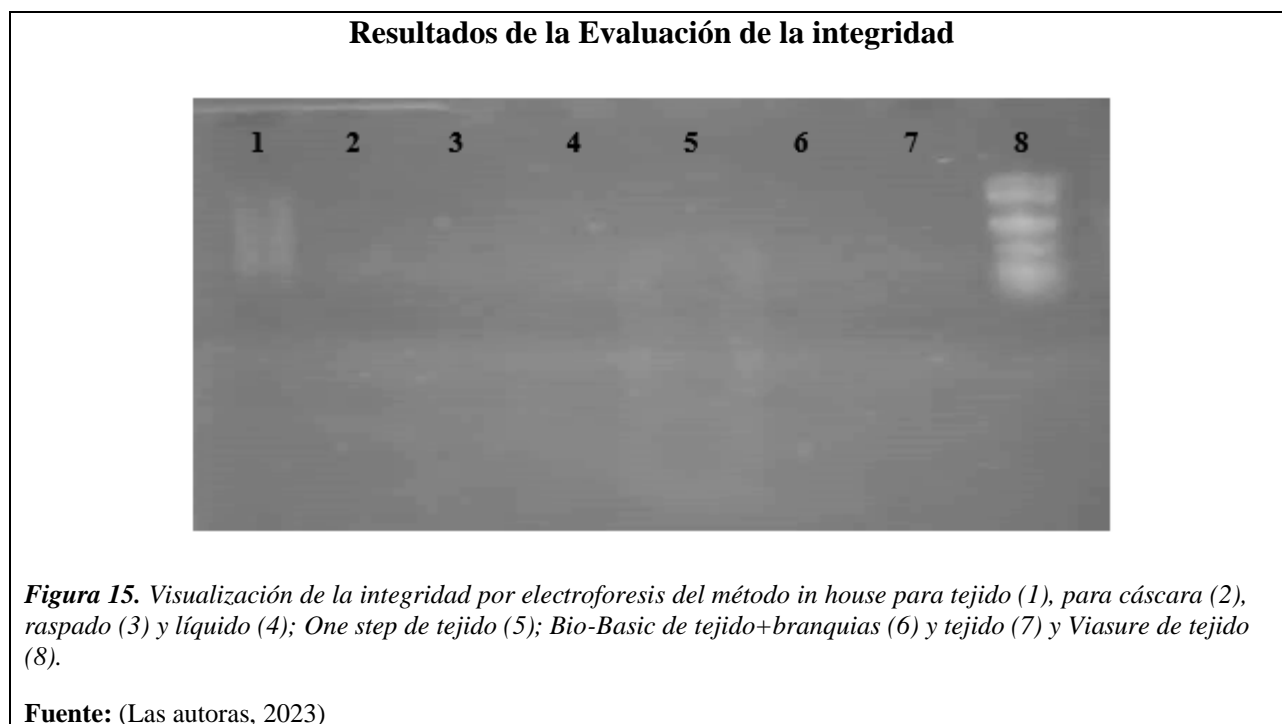 Resultados de la Evaluación de la integridad
1 2 3 4 5 6 7 8
Figura 15. Visualización de la integridad por electroforesis del método in house para tejido (1), para cáscara (2),
raspado (3) y líquido (4); One step de tejido (5); Bio-Basic de tejido+branquias (6) y tejido (7) y Viasure de tejido
(8).
Fuente: (Las autoras, 2023)